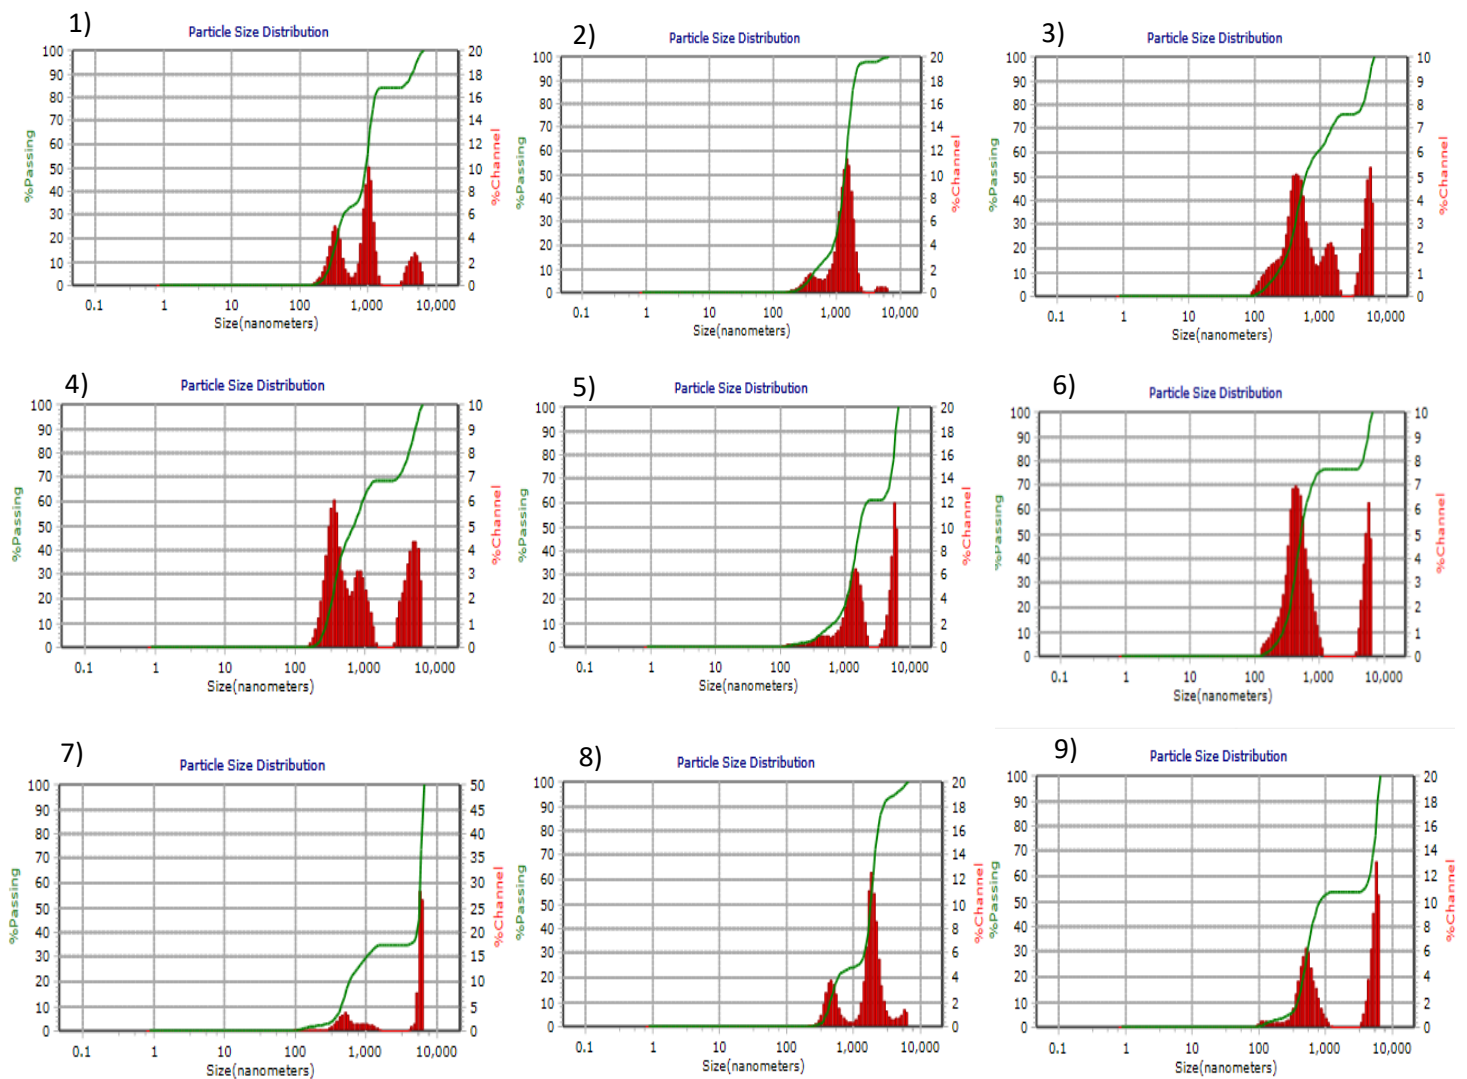 1)
Particle Size Distribution
100 20
90 18
80 16
70 14
60 12
50 10
40 8
30 6
20 4
10 2
0 0
%Passing
%Channel
0.1 1 10 100 1,000 10,000
Size(nanometers)
2)
Particle Size Distribution
100 20
90 18
80 16
70 14
60 12
50 10
40 8
30 6
20 4
10 2
0 0
%Passing
%Channel
0.1 1 10 100 1,000 10,000
Size(nanometers)
3)
Particle Size Distribution
100 10
90 9
80 8
70 7
60 6
50 5
40 4
30 3
20 2
10 1
0 0
%Passing
%Channel
0.1 1 10 100 1,000 10,000
Size(nanometers)
4)
Particle Size Distribution
100 10
90 9
80 8
70 7
60 6
50 5
40 4
30 3
20 2
10 1
0 0
%Passing
%Channel
0.1 1 10 100 1,000 10,000
Size(nanometers)
5)
Particle Size Distribution
100 20
90 18
80 16
70 14
60 12
50 10
40 8
30 6
20 4
10 2
0 0
%Passing
%Channel
0.1 1 10 100 1,000 10,000
Size(nanometers)
6)
Particle Size Distribution
100 10
90 9
80 8
70 7
60 6
50 5
40 4
30 3
20 2
10 1
0 0
%Passing
%Channel
0.1 1 10 100 1,000 10,000
Size(nanometers)
7)
Particle Size Distribution
100 50
90 45
80 40
70 35
60 30
50 25
40 20
30 15
20 10
10 5
0 0
%Passing
%Channel
0.1 1 10 100 1,000 10,000
Size(nanometers)
8)
Particle Size Distribution
100 20
90 18
80 16
70 14
60 12
50 10
40 8
30 6
20 4
10 2
0 0
%Passing
%Channel
0.1 1 10 100 1,000 10,000
Size(nanometers)
9)
Particle Size Distribution
100 20
90 18
80 16
70 14
60 12
50 10
40 8
30 6
20 4
10 2
0 0
%Passing
%Channel
0.1 1 10 100 1,000 10,000
Size(nanometers)